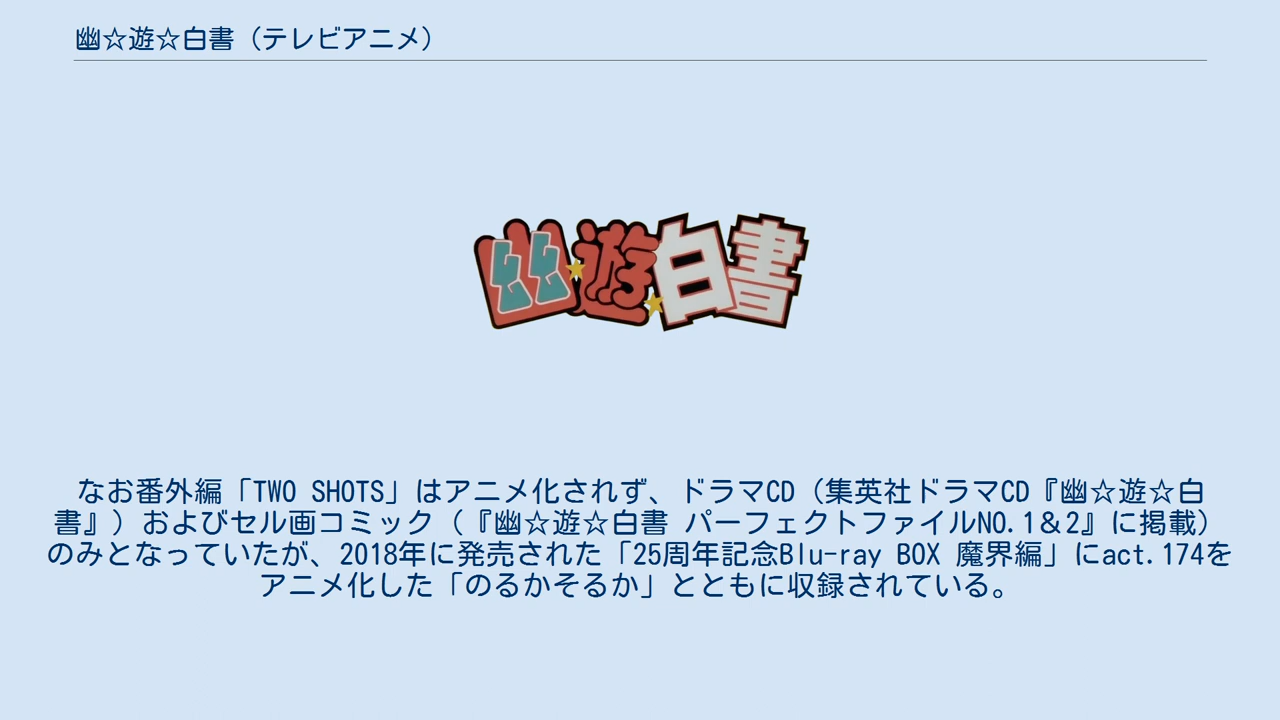 幽☆遊☆白書（テレビアニメ）
幽★遊★白書
なお番外編「TWO SHOTS」はアニメ化されず、ドラマCD（集英社ドラマCD『幽☆遊☆白
書』）およびセル画コミック（『幽☆遊☆白書 パーフェクトファイルNO.1＆2』に掲載）
のみとなっていたが、2018年に発売された「25周年記念Blu-ray BOX 魔界編」にact.174を
アニメ化した「のるかそるか」とともに収録されている。